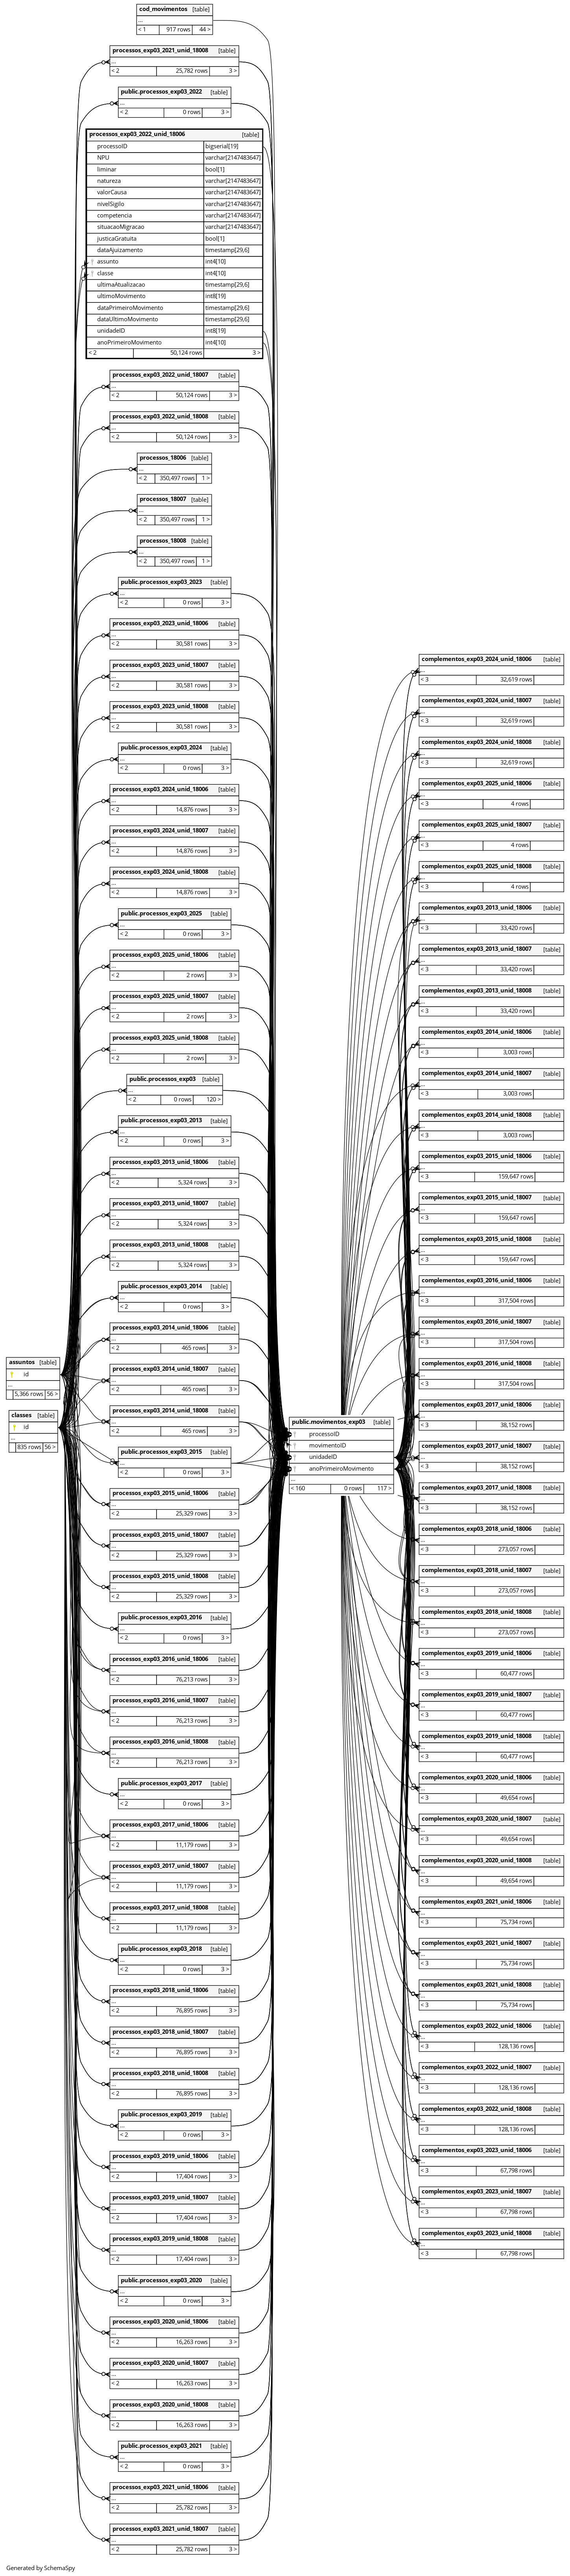 cod_movimentos [table]
...
< 1 917 rows 44 >
processos_exp03_2021_unid_18008 [table]
...
< 2 25,782 rows 3 >
public.processos_exp03_2022 [table]
...
< 2 0 rows 3 >
processos_exp03_2022_unid_18006 [table]
processoID bigserial[19]
NPU varchar[2147483647]
liminar bool[1]
natureza varchar[2147483647]
valorCausa varchar[2147483647]
nivelSigilo varchar[2147483647]
competencia varchar[2147483647]
situacaoMigracao varchar[2147483647]
justicaGratuita bool[1]
dataAjuizamento timestamp[29,6]
assunto int4[10]
classe int4[10]
ultimaAtualizacao timestamp[29,6]
ultimoMovimento int8[19]
dataPrimeiroMovimento timestamp[29,6]
dataUltimoMovimento timestamp[29,6]
unidadeID int8[19]
anoPrimeiroMovimento int4[10]
< 2 50,124 rows 3 >
processos_exp03_2022_unid_18007 [table]
...
< 2 50,124 rows 3 >
processos_exp03_2022_unid_18008 [table]
...
< 2 50,124 rows 3 >
processos_18006 [table]
...
< 2 350,497 rows 1 >
processos_18007 [table]
...
< 2 350,497 rows 1 >
processos_18008 [table]
...
< 2 350,497 rows 1 >
public.processos_exp03_2023 [table]
...
< 2 0 rows 3 >
processos_exp03_2023_unid_18006 [table]
...
< 2 30,581 rows 3 >
processos_exp03_2023_unid_18007 [table]
...
< 2 30,581 rows 3 >
processos_exp03_2023_unid_18008 [table]
...
< 2 30,581 rows 3 >
public.processos_exp03_2024 [table]
...
< 2 0 rows 3 >
processos_exp03_2024_unid_18006 [table]
...
< 2 14,876 rows 3 >
processos_exp03_2024_unid_18007 [table]
...
< 2 14,876 rows 3 >
processos_exp03_2024_unid_18008 [table]
...
< 2 14,876 rows 3 >
public.processos_exp03_2025 [table]
...
< 2 0 rows 3 >
processos_exp03_2025_unid_18006 [table]
...
< 2 2 rows 3 >
processos_exp03_2025_unid_18007 [table]
...
< 2 2 rows 3 >
processos_exp03_2025_unid_18008 [table]
...
< 2 2 rows 3 >
public.processos_exp03 [table]
...
< 2 0 rows 120 >
public.processos_exp03_2013 [table]
...
< 2 0 rows 3 >
processos_exp03_2013_unid_18006 [table]
...
< 2 5,324 rows 3 >
processos_exp03_2013_unid_18007 [table]
...
< 2 5,324 rows 3 >
processos_exp03_2013_unid_18008 [table]
...
< 2 5,324 rows 3 >
public.processos_exp03_2014 [table]
...
< 2 0 rows 3 >
processos_exp03_2014_unid_18006 [table]
...
< 2 465 rows 3 >
processos_exp03_2014_unid_18007 [table]
...
< 2 465 rows 3 >
processos_exp03_2014_unid_18008 [table]
...
< 2 465 rows 3 >
public.processos_exp03_2015 [table]
...
< 2 0 rows 3 >
processos_exp03_2015_unid_18006 [table]
...
< 2 25,329 rows 3 >
processos_exp03_2015_unid_18007 [table]
...
< 2 25,329 rows 3 >
processos_exp03_2015_unid_18008 [table]
...
< 2 25,329 rows 3 >
public.processos_exp03_2016 [table]
...
< 2 0 rows 3 >
processos_exp03_2016_unid_18006 [table]
...
< 2 76,213 rows 3 >
processos_exp03_2016_unid_18007 [table]
...
< 2 76,213 rows 3 >
processos_exp03_2016_unid_18008 [table]
...
< 2 76,213 rows 3 >
public.processos_exp03_2017 [table]
...
< 2 0 rows 3 >
processos_exp03_2017_unid_18006 [table]
...
< 2 11,179 rows 3 >
processos_exp03_2017_unid_18007 [table]
...
< 2 11,179 rows 3 >
processos_exp03_2017_unid_18008 [table]
...
< 2 11,179 rows 3 >
public.processos_exp03_2018 [table]
...
< 2 0 rows 3 >
processos_exp03_2018_unid_18006 [table]
...
< 2 76,895 rows 3 >
processos_exp03_2018_unid_18007 [table]
...
< 2 76,895 rows 3 >
processos_exp03_2018_unid_18008 [table]
...
< 2 76,895 rows 3 >
public.processos_exp03_2019 [table]
...
< 2 0 rows 3 >
processos_exp03_2019_unid_18006 [table]
...
< 2 17,404 rows 3 >
processos_exp03_2019_unid_18007 [table]
...
< 2 17,404 rows 3 >
processos_exp03_2019_unid_18008 [table]
...
< 2 17,404 rows 3 >
public.processos_exp03_2020 [table]
...
< 2 0 rows 3 >
processos_exp03_2020_unid_18006 [table]
...
< 2 16,263 rows 3 >
processos_exp03_2020_unid_18007 [table]
...
< 2 16,263 rows 3 >
processos_exp03_2020_unid_18008 [table]
...
< 2 16,263 rows 3 >
public.processos_exp03_2021 [table]
...
< 2 0 rows 3 >
processos_exp03_2021_unid_18006 [table]
...
< 2 25,782 rows 3 >
processos_exp03_2021_unid_18007 [table]
...
< 2 25,782 rows 3 >
assuntos [table]
id
...
5,366 rows 56 >
classes [table]
id
...
835 rows 56 >
public.movimentos_exp03 [table]
processoID
movimentoID
unidadeID
anoPrimeiroMovimento
...
< 160 0 rows 117 >
complementos_exp03_2024_unid_18006 [table]
...
< 3 32,619 rows
complementos_exp03_2024_unid_18007 [table]
...
< 3 32,619 rows
complementos_exp03_2024_unid_18008 [table]
...
< 3 32,619 rows
complementos_exp03_2025_unid_18006 [table]
...
< 3 4 rows
complementos_exp03_2025_unid_18007 [table]
...
< 3 4 rows
complementos_exp03_2025_unid_18008 [table]
...
< 3 4 rows
complementos_exp03_2013_unid_18006 [table]
...
< 3 33,420 rows
complementos_exp03_2013_unid_18007 [table]
...
< 3 33,420 rows
complementos_exp03_2013_unid_18008 [table]
...
< 3 33,420 rows
complementos_exp03_2014_unid_18006 [table]
...
< 3 3,003 rows
complementos_exp03_2014_unid_18007 [table]
...
< 3 3,003 rows
complementos_exp03_2014_unid_18008 [table]
...
< 3 3,003 rows
complementos_exp03_2015_unid_18006 [table]
...
< 3 159,647 rows
complementos_exp03_2015_unid_18007 [table]
...
< 3 159,647 rows
complementos_exp03_2015_unid_18008 [table]
...
< 3 159,647 rows
complementos_exp03_2016_unid_18006 [table]
...
< 3 317,504 rows
complementos_exp03_2016_unid_18007 [table]
...
< 3 317,504 rows
complementos_exp03_2016_unid_18008 [table]
...
< 3 317,504 rows
complementos_exp03_2017_unid_18006 [table]
...
< 3 38,152 rows
complementos_exp03_2017_unid_18007 [table]
...
< 3 38,152 rows
complementos_exp03_2017_unid_18008 [table]
...
< 3 38,152 rows
complementos_exp03_2018_unid_18006 [table]
...
< 3 273,057 rows
complementos_exp03_2018_unid_18007 [table]
...
< 3 273,057 rows
complementos_exp03_2018_unid_18008 [table]
...
< 3 273,057 rows
complementos_exp03_2019_unid_18006 [table]
...
< 3 60,477 rows
complementos_exp03_2019_unid_18007 [table]
...
< 3 60,477 rows
complementos_exp03_2019_unid_18008 [table]
...
< 3 60,477 rows
complementos_exp03_2020_unid_18006 [table]
...
< 3 49,654 rows
complementos_exp03_2020_unid_18007 [table]
...
< 3 49,654 rows
complementos_exp03_2020_unid_18008 [table]
...
< 3 49,654 rows
complementos_exp03_2021_unid_18006 [table]
...
< 3 75,734 rows
complementos_exp03_2021_unid_18007 [table]
...
< 3 75,734 rows
complementos_exp03_2021_unid_18008 [table]
...
< 3 75,734 rows
complementos_exp03_2022_unid_18006 [table]
...
< 3 128,136 rows
complementos_exp03_2022_unid_18007 [table]
...
< 3 128,136 rows
complementos_exp03_2022_unid_18008 [table]
...
< 3 128,136 rows
complementos_exp03_2023_unid_18006 [table]
...
< 3 67,798 rows
complementos_exp03_2023_unid_18007 [table]
...
< 3 67,798 rows
complementos_exp03_2023_unid_18008 [table]
...
< 3 67,798 rows
Generated by SchemaSpy